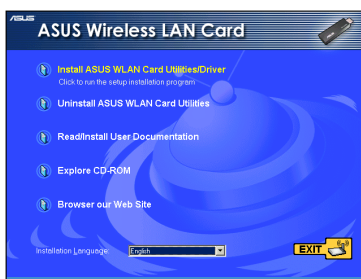 ASUS
ASUS Wireless LAN Card
Install ASUS WLAN Card Utilities/Driver
Click to run the setup installation program
Uninstall ASUS WLAN Card Utilities
Read/Install User Documentation
Explore CD-ROM
Browser our Web Site
Installation Language: English
EXIT